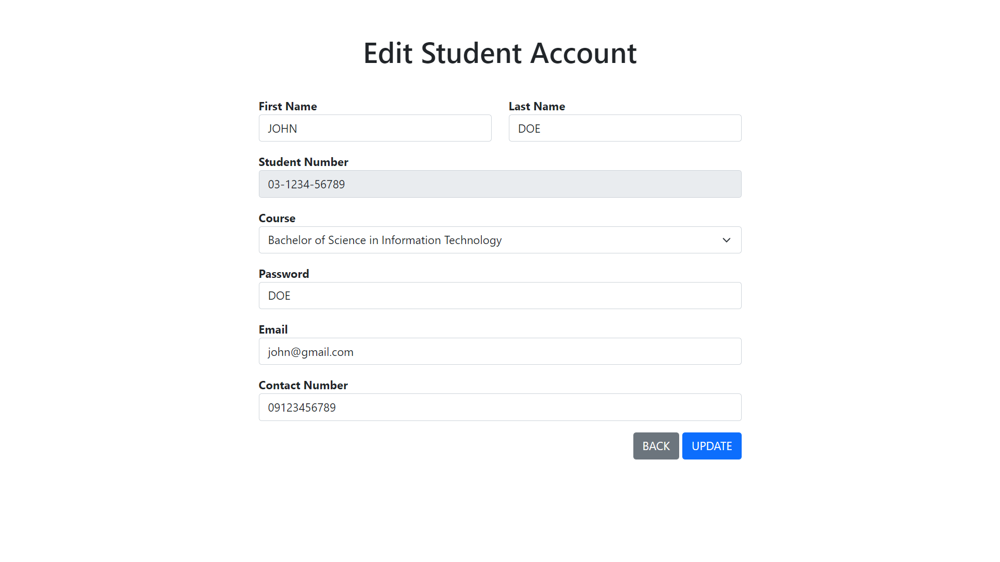 Edit Student Account
First Name
Last Name
JOHN
DOE
Student Number
03-1234-56789
Course
Bachelor of Science in Information Technology
Password
DOE
Email
john@gmail.com
Contact Number
09123456789
BACK
UPDATE